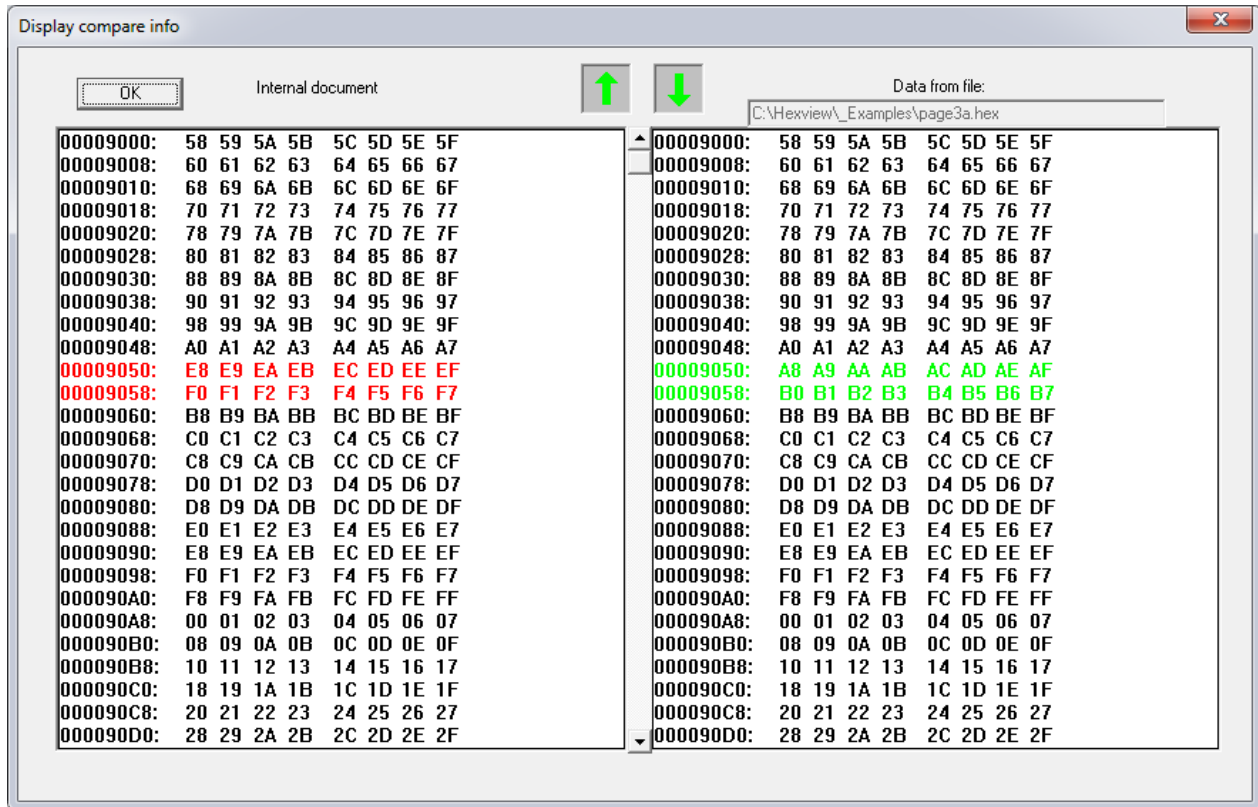 Display compare info
OK
Internal document
Data from file:
C:\Hexview\_Examples\page3a.hex
00009000: 58 59 5A 5B 5C 5D 5E 5F 00009000: 58 59 5A 5B 5C 5D 5E 5F
00009008: 60 61 62 63 64 65 66 67 00009008: 60 61 62 63 64 65 66 67
00009010: 68 69 6A 6B 6C 6D 6E 6F 00009010: 68 69 6A 6B 6C 6D 6E 6F
00009018: 70 71 72 73 74 75 76 77 00009018: 70 71 72 73 74 75 76 77
00009020: 78 79 7A 7B 7C 7D 7E 7F 00009020: 78 79 7A 7B 7C 7D 7E 7F
00009028: 80 81 82 83 84 85 86 87 00009028: 80 81 82 83 84 85 86 87
00009030: 88 89 8A 8B 8C 8D 8E 8F 00009030: 88 89 8A 8B 8C 8D 8E 8F
00009038: 90 91 92 93 94 95 96 97 00009038: 90 91 92 93 94 95 96 97
00009040: 98 99 9A 9B 9C 9D 9E 9F 00009040: 98 99 9A 9B 9C 9D 9E 9F
00009048: A0 A1 A2 A3 A4 A5 A6 A7 00009048: A0 A1 A2 A3 A4 A5 A6 A7
00009050: E8 E9 EA EB EC ED EE EF 00009050: A8 A9 AA AB AC AD AE AF
00009058: F0 F1 F2 F3 F4 F5 F6 F7 00009058: B0 B1 B2 B3 B4 B5 B6 B7
00009060: B8 B9 BA BB BC BD BE BF 00009060: B8 B9 BA BB BC BD BE BF
00009068: C0 C1 C2 C3 C4 C5 C6 C7 00009068: C0 C1 C2 C3 C4 C5 C6 C7
00009070: C8 C9 CA CB CC CD CE CF 00009070: C8 C9 CA CB CC CD CE CF
00009078: D0 D1 D2 D3 D4 D5 D6 D7 00009078: D0 D1 D2 D3 D4 D5 D6 D7
00009080: D8 D9 DA DB DC DD DE DF 00009080: D8 D9 DA DB DC DD DE DF
00009088: E0 E1 E2 E3 E4 E5 E6 E7 00009088: E0 E1 E2 E3 E4 E5 E6 E7
00009090: E8 E9 EA EB EC ED EE EF 00009090: E8 E9 EA EB EC ED EE EF
00009098: F0 F1 F2 F3 F4 F5 F6 F7 00009098: F0 F1 F2 F3 F4 F5 F6 F7
000090A0: F8 F9 FA FB FC FD FE FF 000090A0: F8 F9 FA FB FC FD FE FF
000090A8: 00 01 02 03 04 05 06 07 000090A8: 00 01 02 03 04 05 06 07
000090B0: 08 09 0A 0B 0C 0D 0E 0F 000090B0: 08 09 0A 0B 0C 0D 0E 0F
000090B8: 10 11 12 13 14 15 16 17 000090B8: 10 11 12 13 14 15 16 17
000090C0: 18 19 1A 1B 1C 1D 1E 1F 000090C0: 18 19 1A 1B 1C 1D 1E 1F
000090C8: 20 21 22 23 24 25 26 27 000090C8: 20 21 22 23 24 25 26 27
000090D0: 28 29 2A 2B 2C 2D 2E 2F 000090D0: 28 29 2A 2B 2C 2D 2E 2F